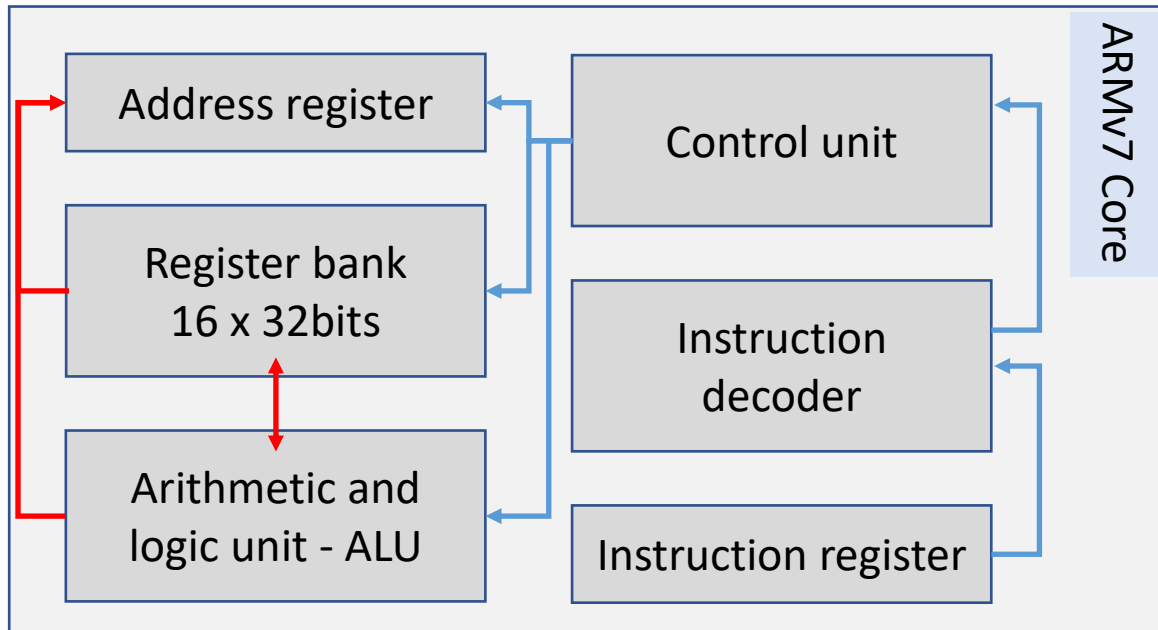 Address register
Control unit
ARMv7 Core
Register bank
16 x 32bits
Instruction
decoder
Arithmetic and
logic unit - ALU
Instruction register